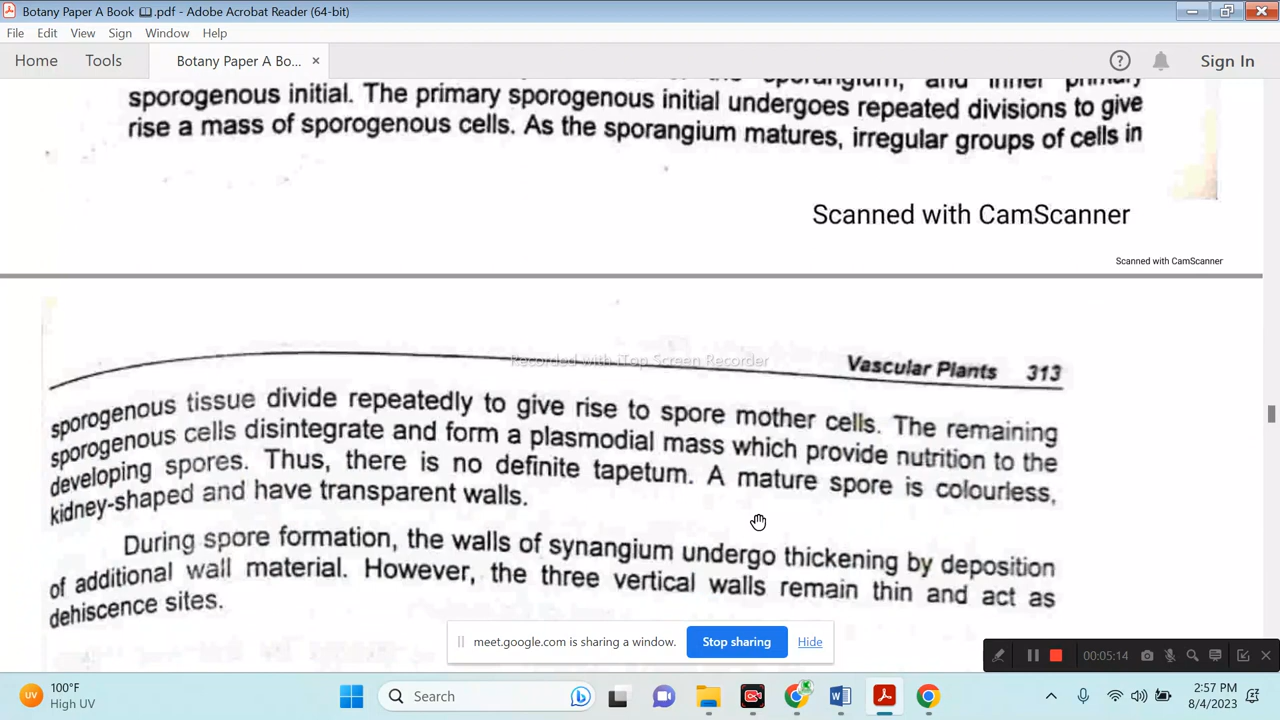 Botany Paper A Book 📖.pdf - Adobe Acrobat Reader (64-bit)
File Edit View Sign Window Help
Home Tools Botany Paper A Bo... × Sign In
sporangium, and inner primary
sporogenous initial. The primary sporogenous initial undergoes repeated divisions to give
rise a mass of sporogenous cells. As the sporangium matures, irregular groups of cells in
Scanned with CamScanner
Scanned with CamScanner
Recorded with iTop Screen Recorder
Vascular Plants 313
sporogenous tissue divide repeatedly to give rise to spore mother cells. The remaining
sporogenous cells disintegrate and form a plasmodial mass which provide nutrition to the
developing spores. Thus, there is no definite tapetum. A mature spore is colourless,
kidney-shaped and have transparent walls.
During spore formation, the walls of synangium undergo thickening by deposition
of additional wall material. However, the three vertical walls remain thin and act as
dehiscence sites.
meet.google.com is sharing a window. Stop sharing Hide
00:05:14
100°F
High UV
Search
2:57 PM
8/4/2023